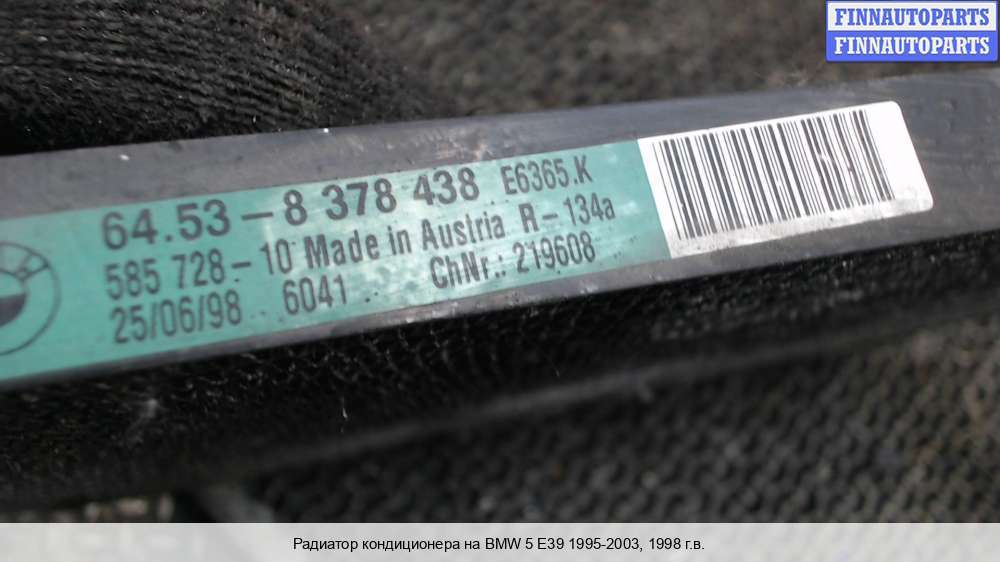 FINNAUTOPARTS
FINNAUTOPARTS
64.53-8 378 438 E6365.K
585 728-10 Made in Austria R-134a
25/06/98 6041 ChNr.: 219608
Радиатор кондиционера на BMW 5 E39 1995-2003, 1998 г.в.